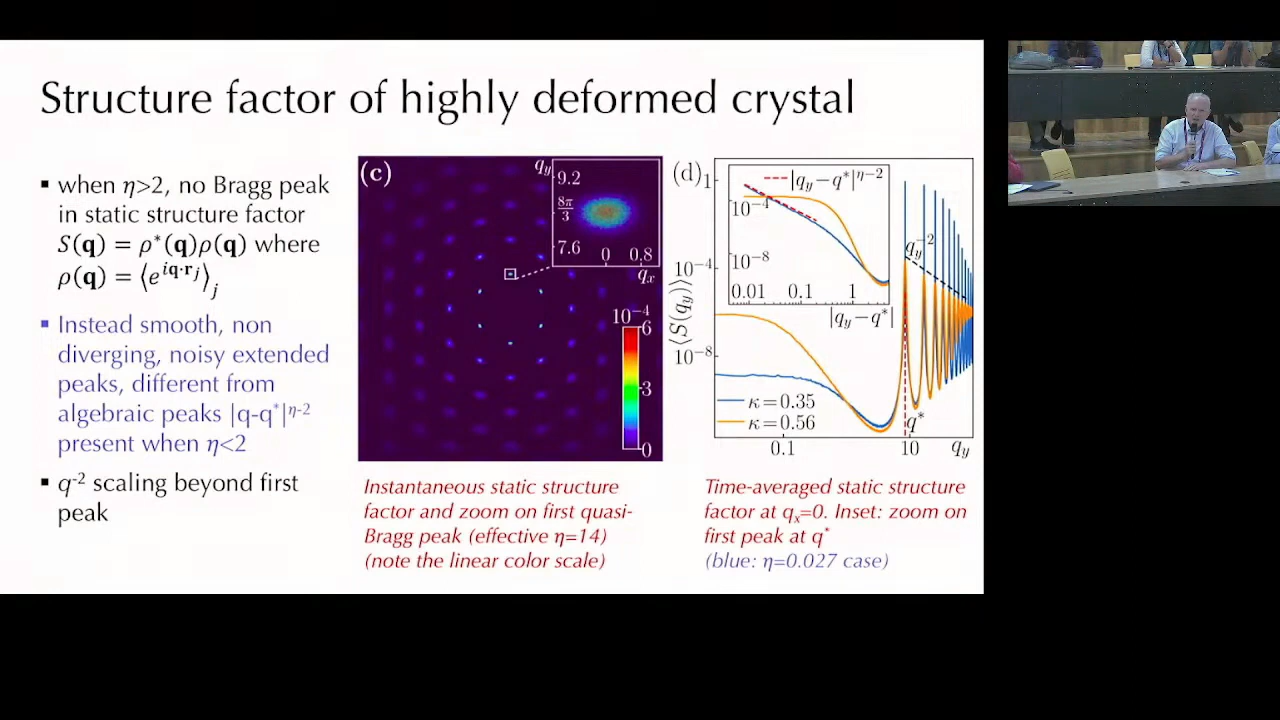 Structure factor of highly deformed crystal
▪ when η>2, no Bragg peak
in static structure factor
S(q) = ρ*(q)ρ(q) where
ρ(q) = ⟨e^{iq·r_j}⟩_j
▪ Instead smooth, non
diverging, noisy extended
peaks, different from
algebraic peaks |q-q*|^{η-2}
present when η<2
▪ q^{-2} scaling beyond first
peak
(c)
q_y
9.2
8π/3
7.6
0 0.8
q_x
10^{-4}
6
3
0
Instantaneous static structure
factor and zoom on first quasi-
Bragg peak (effective η=14)
(note the linear color scale)
(d)
1
10^{-4}
10^{-8}
⟨S(q_y)⟩
|q_y−q*|^{η−2}
10^{-4}
10^{-8}
0.01 0.1 1
|q_y−q*|
q_y^{-2}
κ=0.35
κ=0.56
q*
0.1 10 q_y
Time-averaged static structure
factor at q_x=0. Inset: zoom on
first peak at q*
(blue: η=0.027 case)